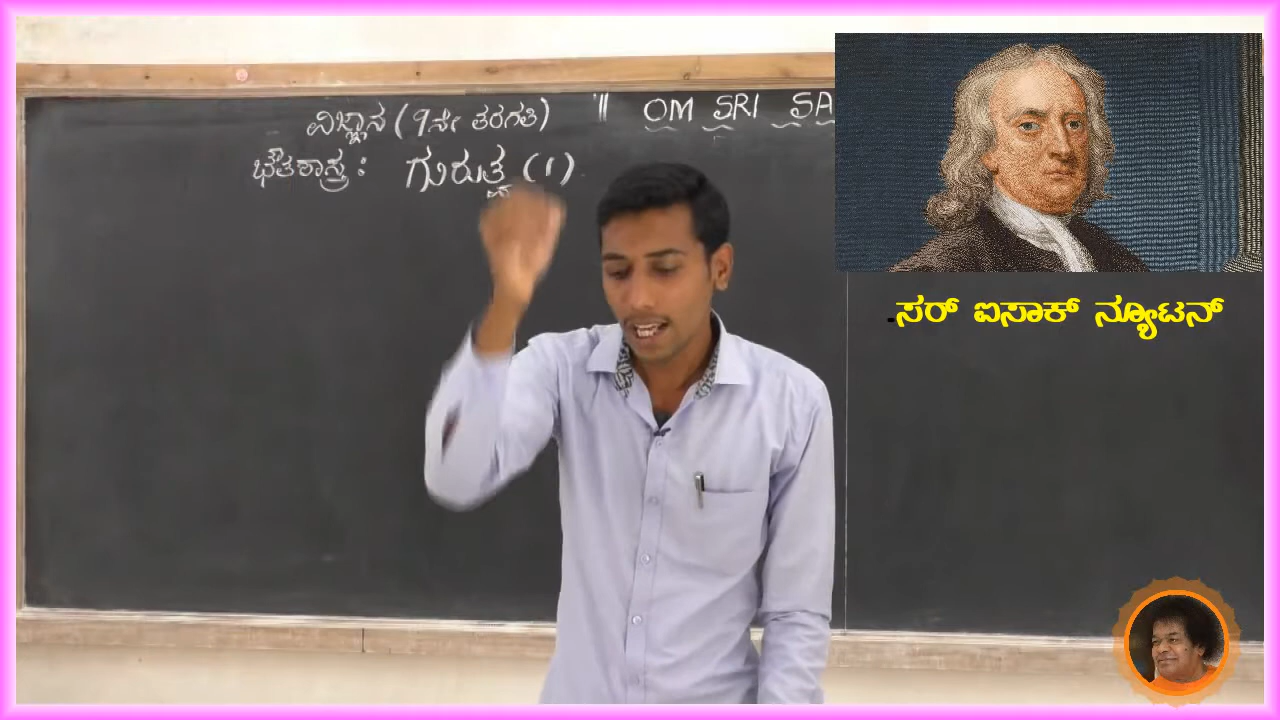 ॥ OM SRI SA
ವಿಜ್ಞಾನ (9ನೇ ತರಗತಿ)
ಭೌತಶಾಸ್ತ್ರ : ಗುರುತ್ವ (1)
.ಸರ್ ಐಸಾಕ್ ನ್ಯೂಟನ್